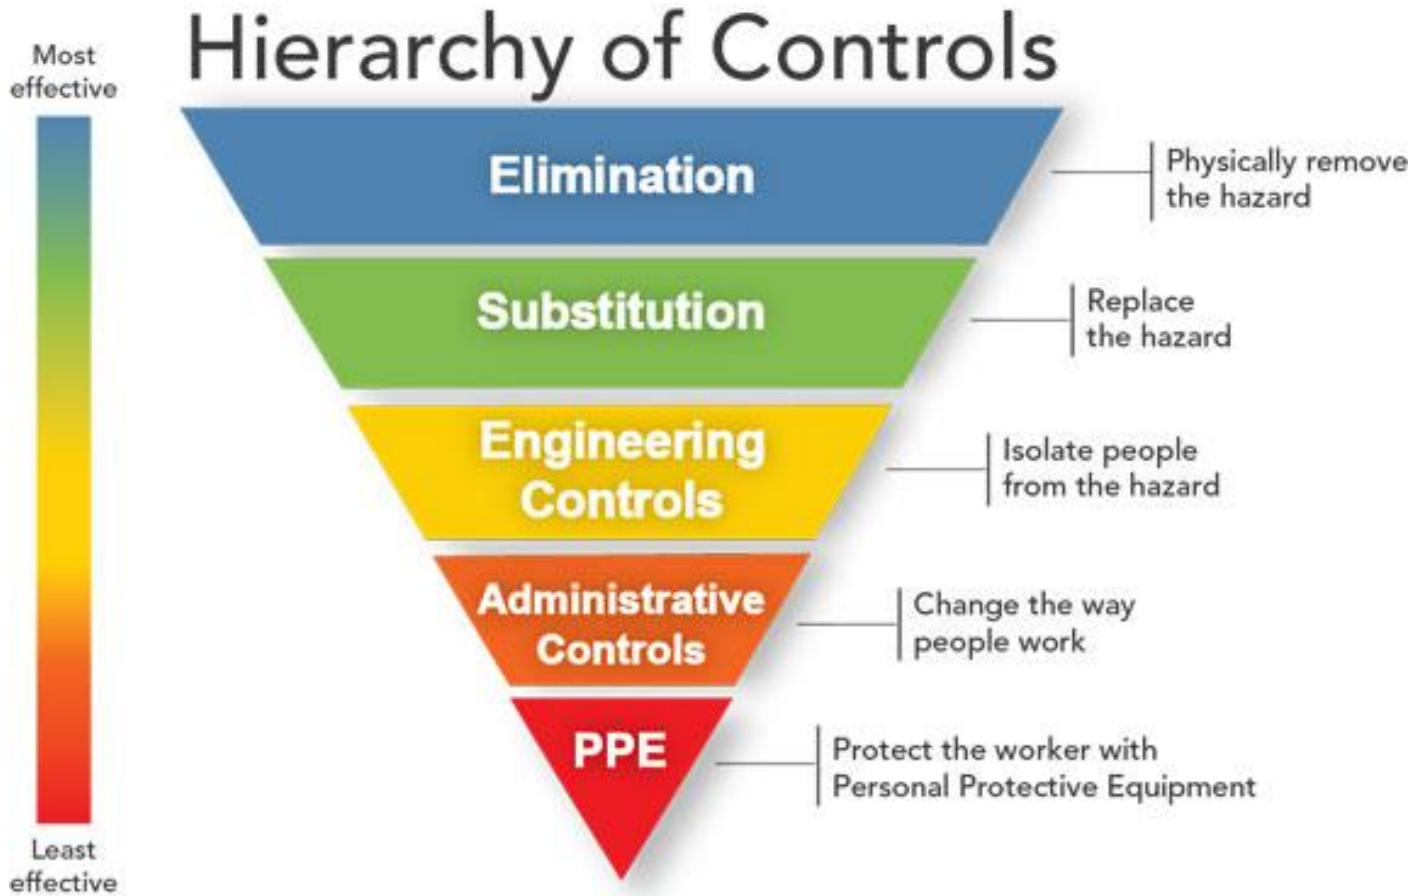 Hierarchy of Controls
Most
effective
Elimination
Physically remove
the hazard
Substitution
Replace
the hazard
Engineering
Controls
Isolate people
from the hazard
Administrative
Controls
Change the way
people work
PPE
Protect the worker with
Personal Protective Equipment
Least
effective